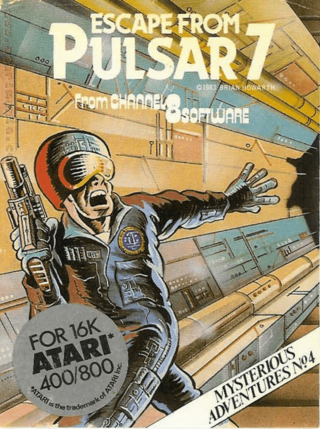 ESCAPE FROM
PULSAR 7
©1983 BRIAN HOWARTH
From CHANNEL 8 SOFTWARE
FOR 16K
ATARI*
400/800
*ATARI is the trademark of ATARI Inc.
MYSTERIOUS
ADVENTURES Nº4